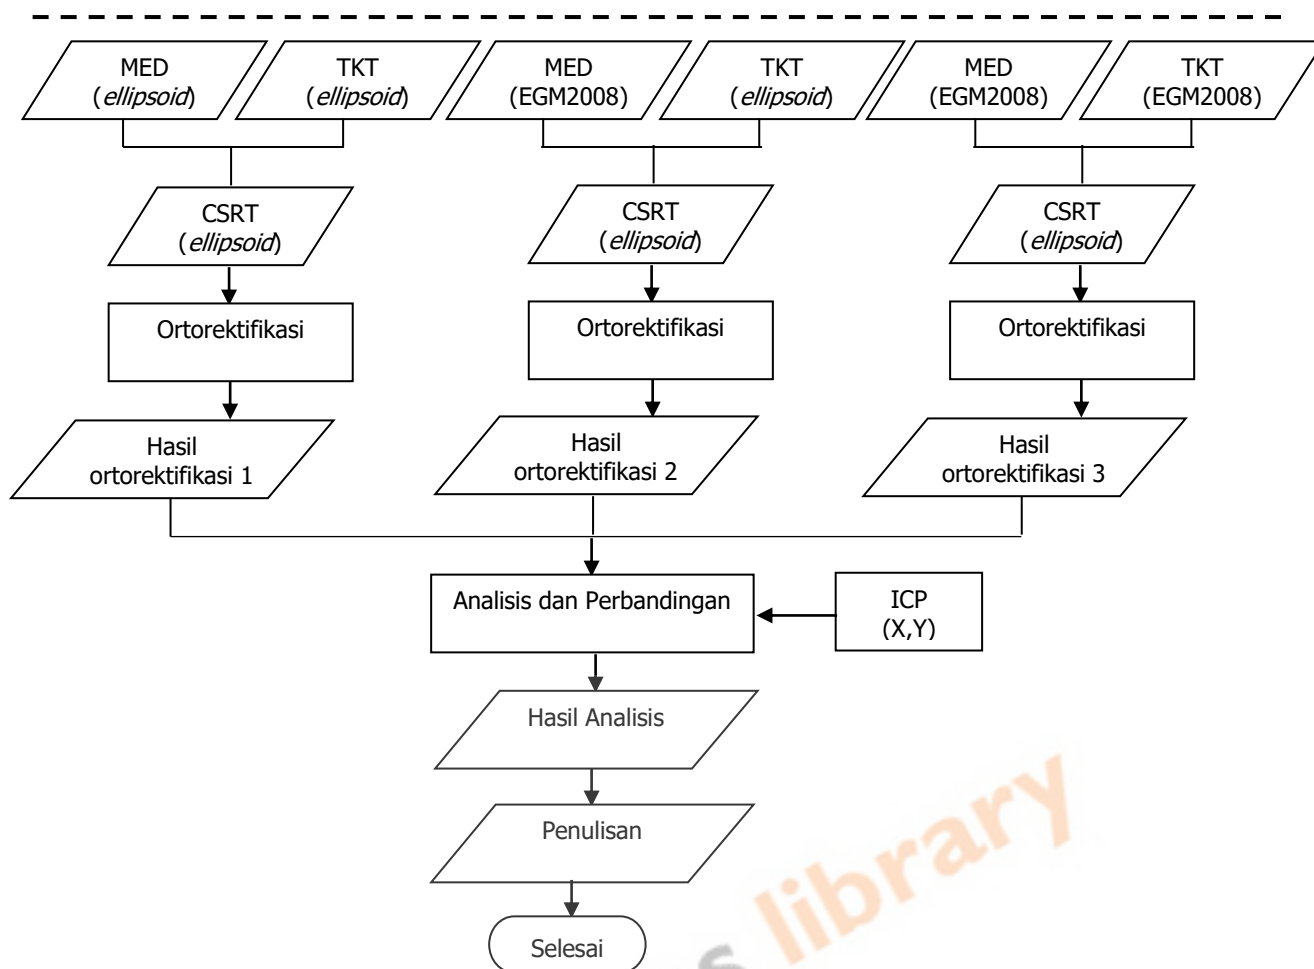 MED
(ellipsoid)
TKT
(ellipsoid)
MED
(EGM2008)
TKT
(ellipsoid)
MED
(EGM2008)
TKT
(EGM2008)
CSRT
(ellipsoid)
CSRT
(ellipsoid)
CSRT
(ellipsoid)
Ortorektifikasi
Ortorektifikasi
Ortorektifikasi
Hasil
ortorektifikasi 1
Hasil
ortorektifikasi 2
Hasil
ortorektifikasi 3
Analisis dan Perbandingan
ICP
(X,Y)
Hasil Analisis
Penulisan
Selesai
library